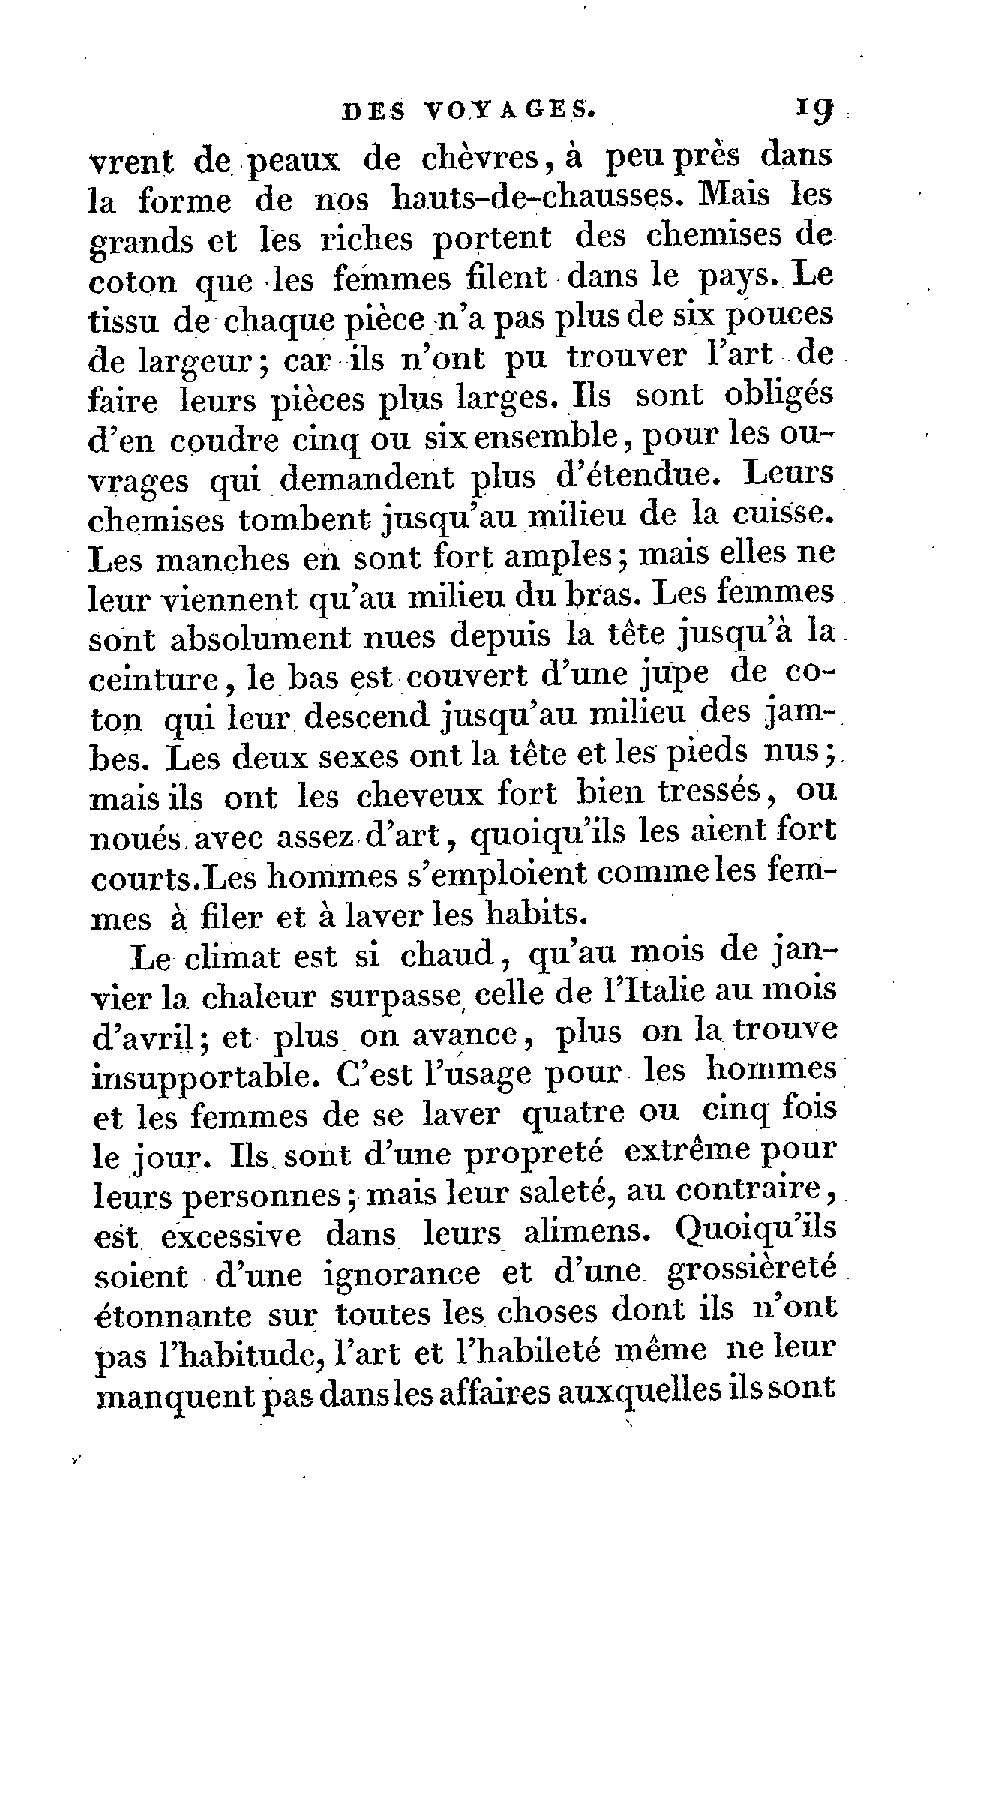 DES VOYAGES. 19
vrent de peaux de chèvres, à peu près dans
la forme de nos hauts-de-chausses. Mais les
grands et les riches portent des chemises de
coton que les femmes filent dans le pays. Le
tissu de chaque pièce n'a pas plus de six pouces
de largeur; car ils n'ont pu trouver l'art de
faire leurs pièces plus larges. Ils sont obligés
d'en coudre cinq ou six ensemble, pour les ou-
vrages qui demandent plus d'étendue. Leurs
chemises tombent jusqu'au milieu de la cuisse.
Les manches en sont fort amples; mais elles ne
leur viennent qu'au milieu du bras. Les femmes
sont absolument nues depuis la tête jusqu'à la
ceinture, le bas est couvert d'une jupe de co-
ton qui leur descend jusqu'au milieu des jam-
bes. Les deux sexes ont la tête et les pieds nus;
mais ils ont les cheveux fort bien tressés, ou
noués avec assez d'art, quoiqu'ils les aient fort
courts. Les hommes s'emploient comme les fem-
mes à filer et à laver les habits.
Le climat est si chaud, qu'au mois de jan-
vier la chaleur surpasse celle de l'Italie au mois
d'avril; et plus on avance, plus on la trouve
insupportable. C'est l'usage pour les hommes
et les femmes de se laver quatre ou cinq fois
le jour. Ils sont d'une propreté extrême pour
leurs personnes; mais leur saleté, au contraire,
est excessive dans leurs alimens. Quoiqu'ils
soient d'une ignorance et d'une grossièreté
étonnante sur toutes les choses dont ils n'ont
pas l'habitude, l'art et l'habileté même ne leur
manquent pas dans les affaires auxquelles ils sont